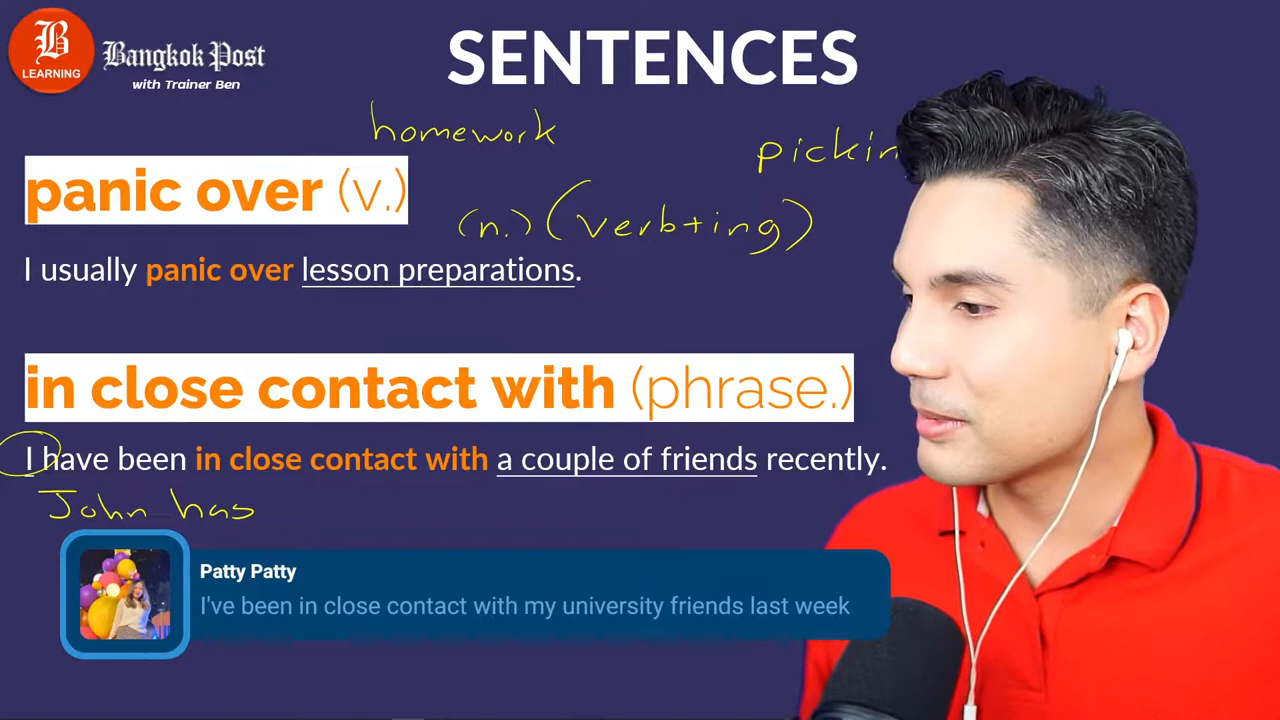 B
LEARNING
Bangkok Post
with Trainer Ben
SENTENCES
homework
panic over (v.)
(n.) (verb+ing)
I usually panic over lesson preparations.
in close contact with (phrase.)
I have been in close contact with a couple of friends recently.
John has
Patty Patty
I've been in close contact with my university friends last week